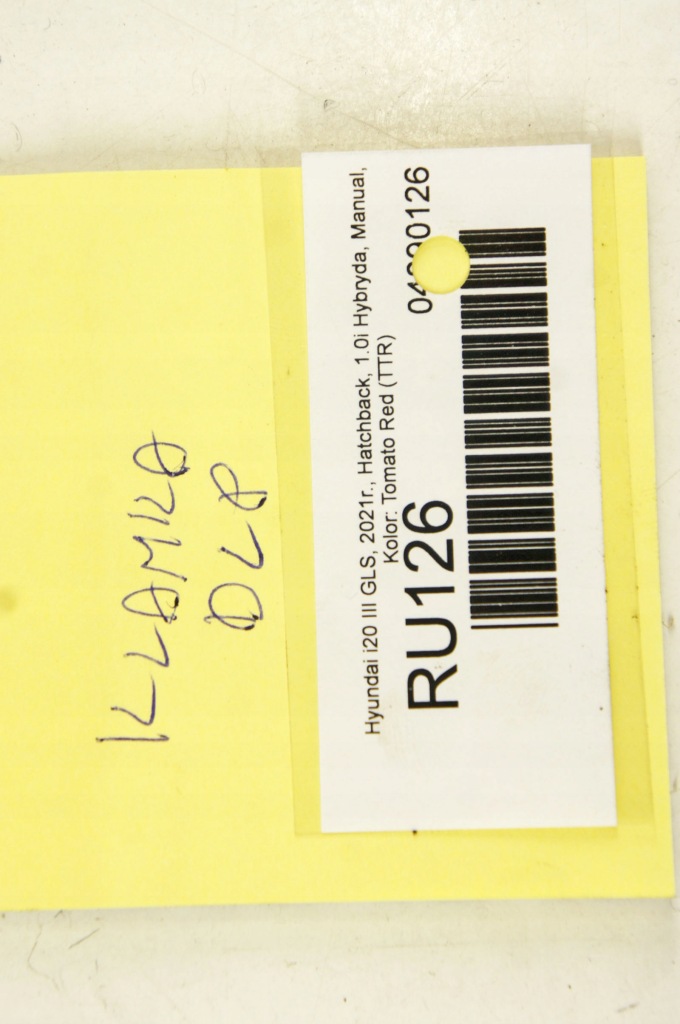 KLAMKA
DLP
Hyundai i20 III GLS, 2021r., Hatchback, 1.0i Hybryda, Manual,
Kolor: Tomato Red (TTR)
RU126